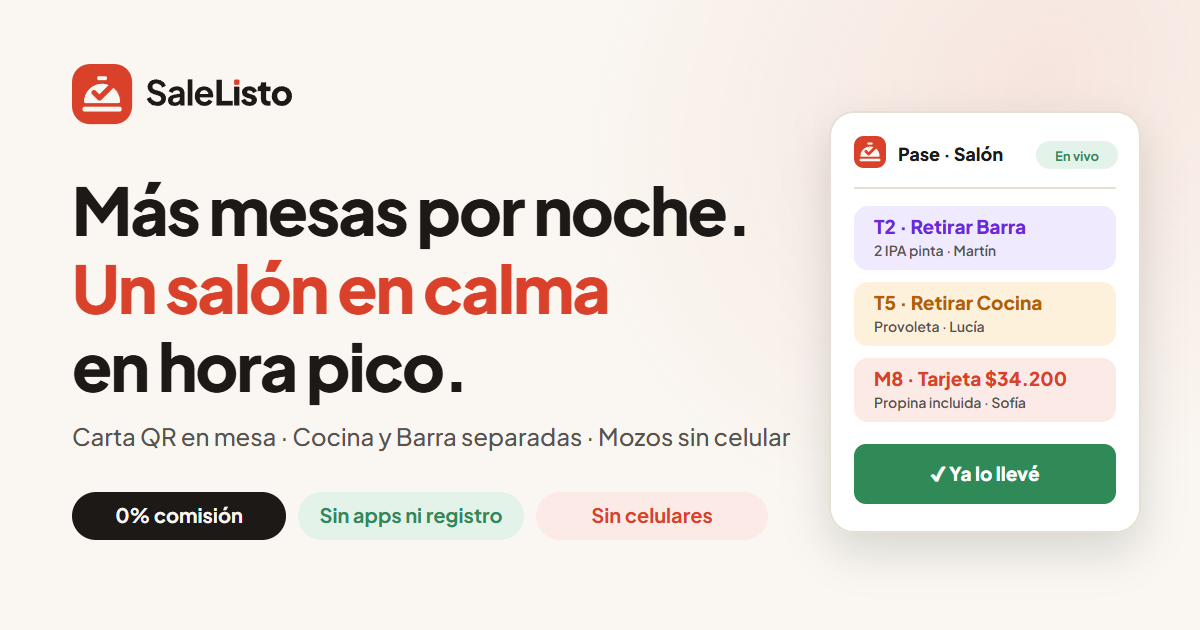 SaleListo
Más mesas por noche.
Un salón en calma
en hora pico.
Carta QR en mesa · Cocina y Barra separadas · Mozos sin celular
0% comisión
Sin apps ni registro
Sin celulares
Pase · Salón
En vivo
T2 · Retirar Barra
2 IPA pinta · Martín
T5 · Retirar Cocina
Provoleta · Lucía
M8 · Tarjeta $34.200
Propina incluida · Sofía
✓ Ya lo llevé